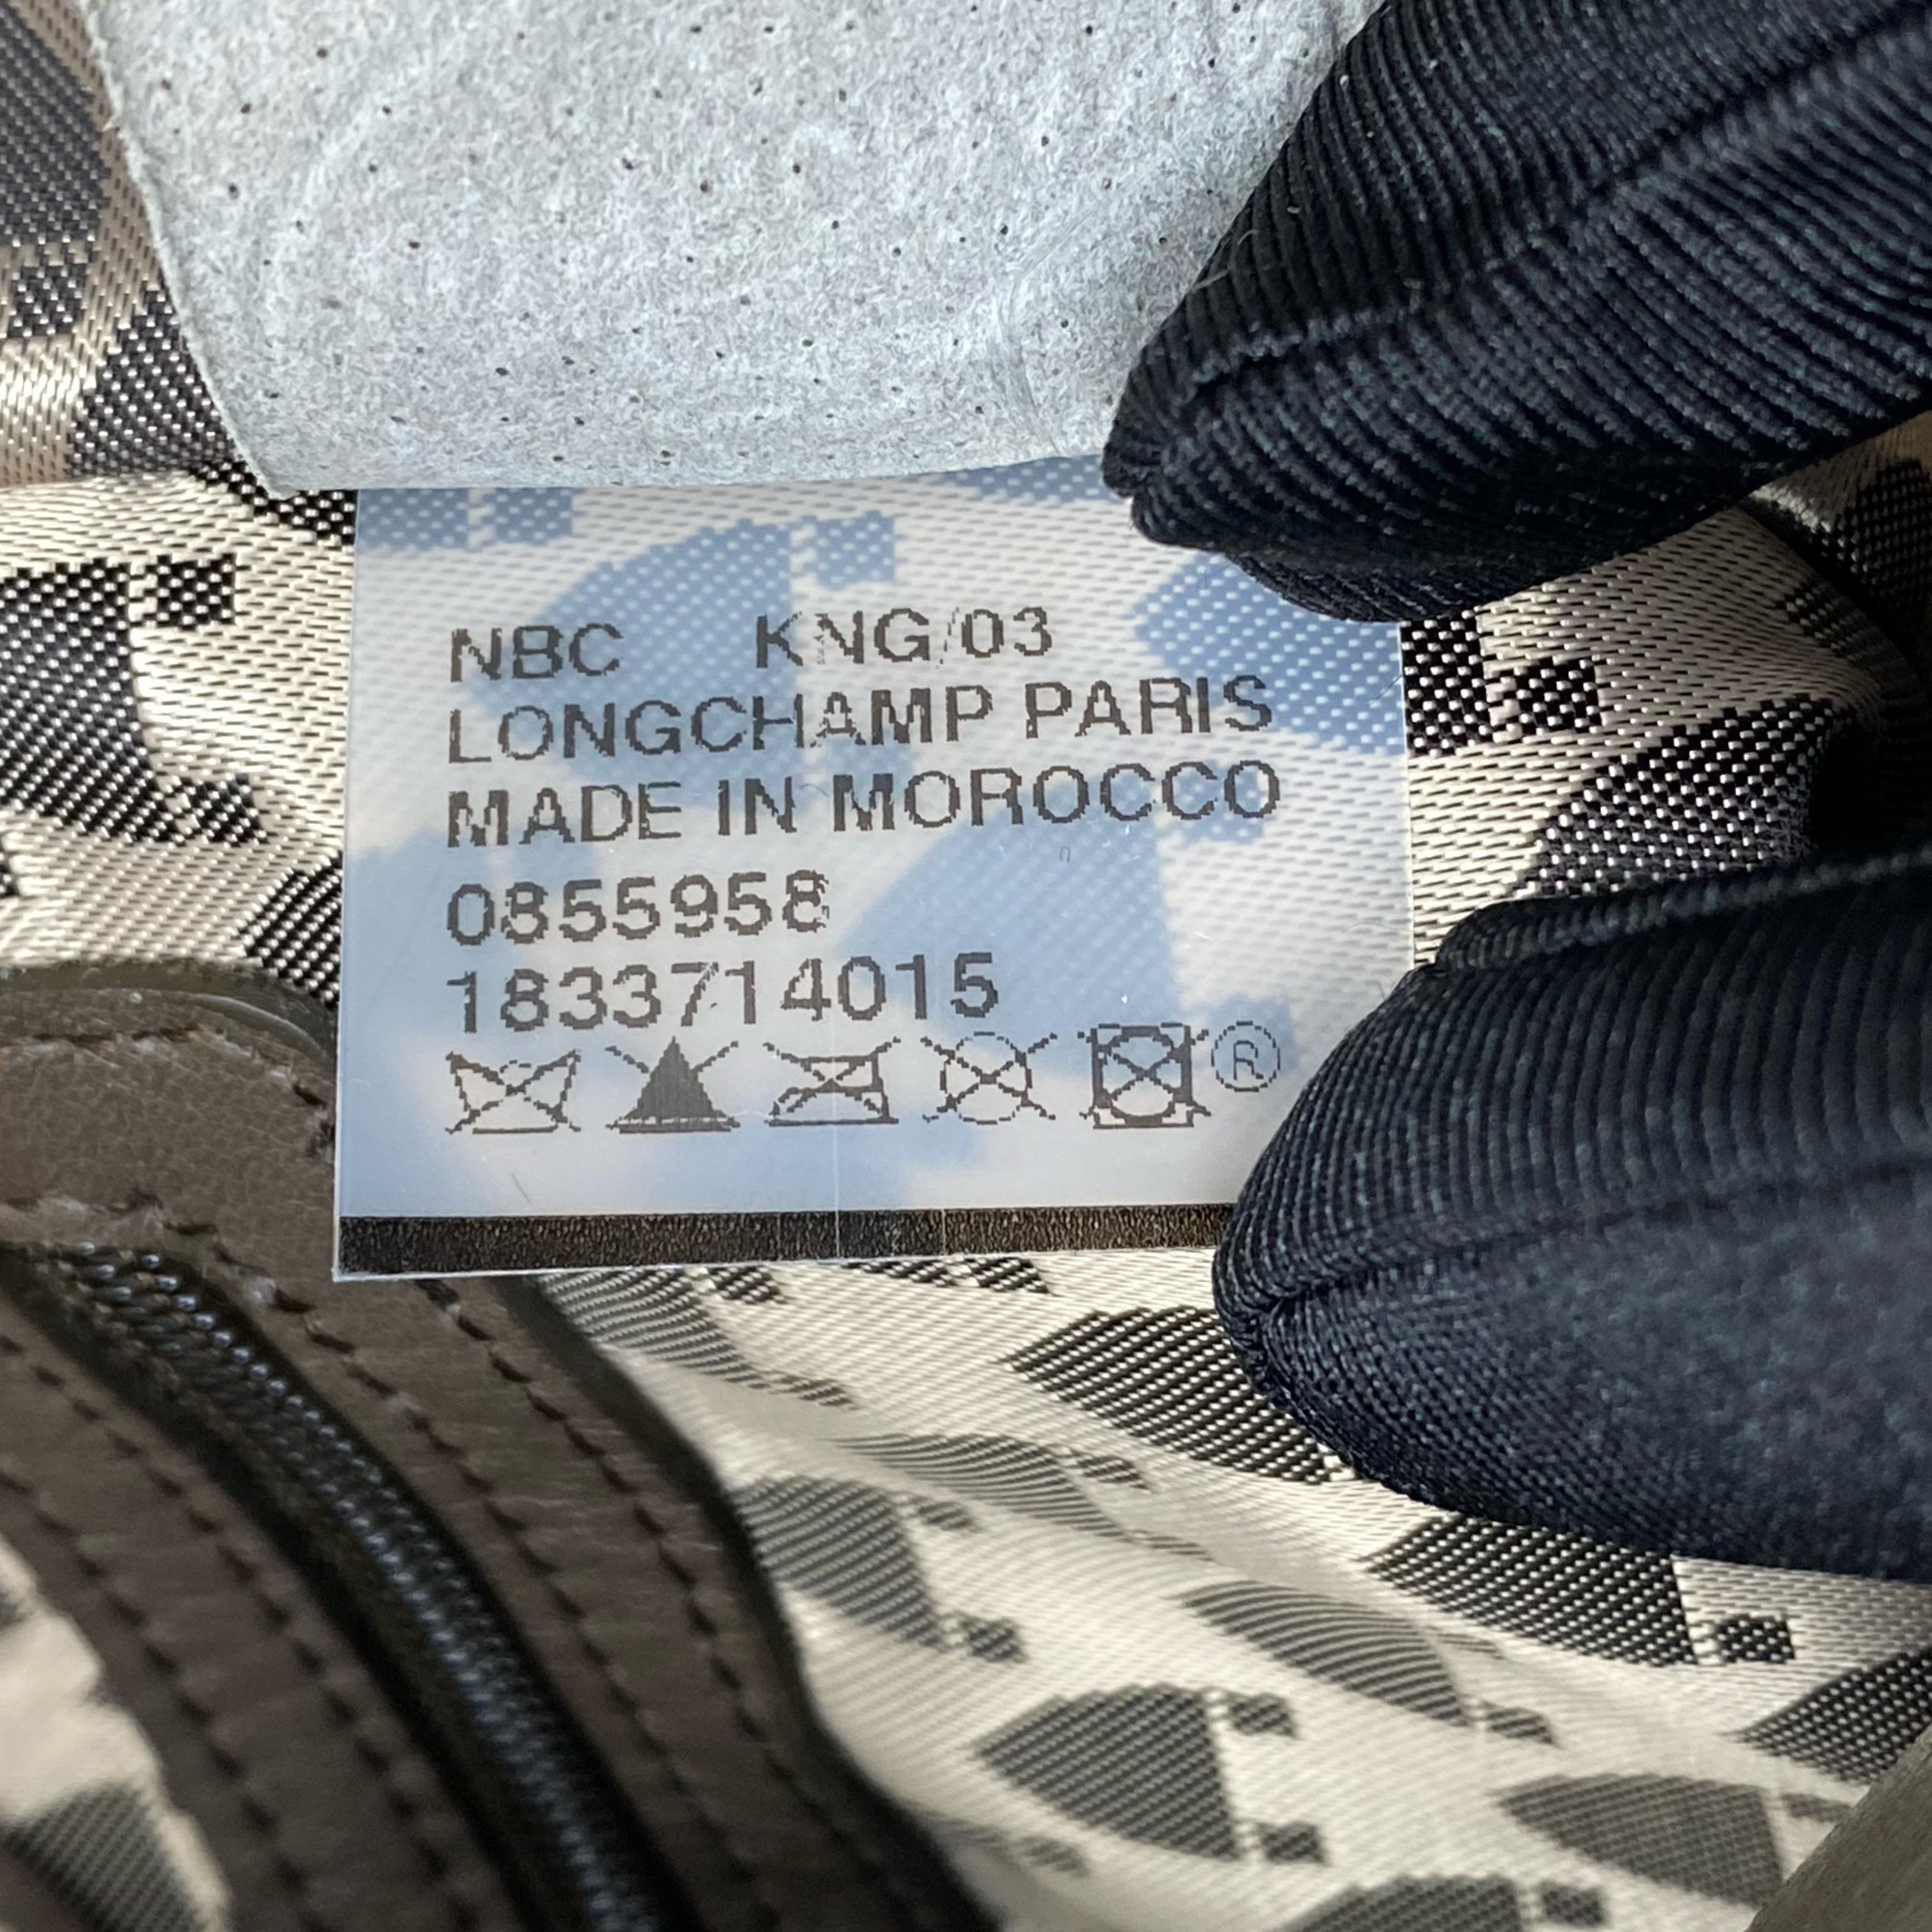 NBC KNG/03
LONGCHAMP PARIS
MADE IN MOROCCO
0855958
1833714015
®